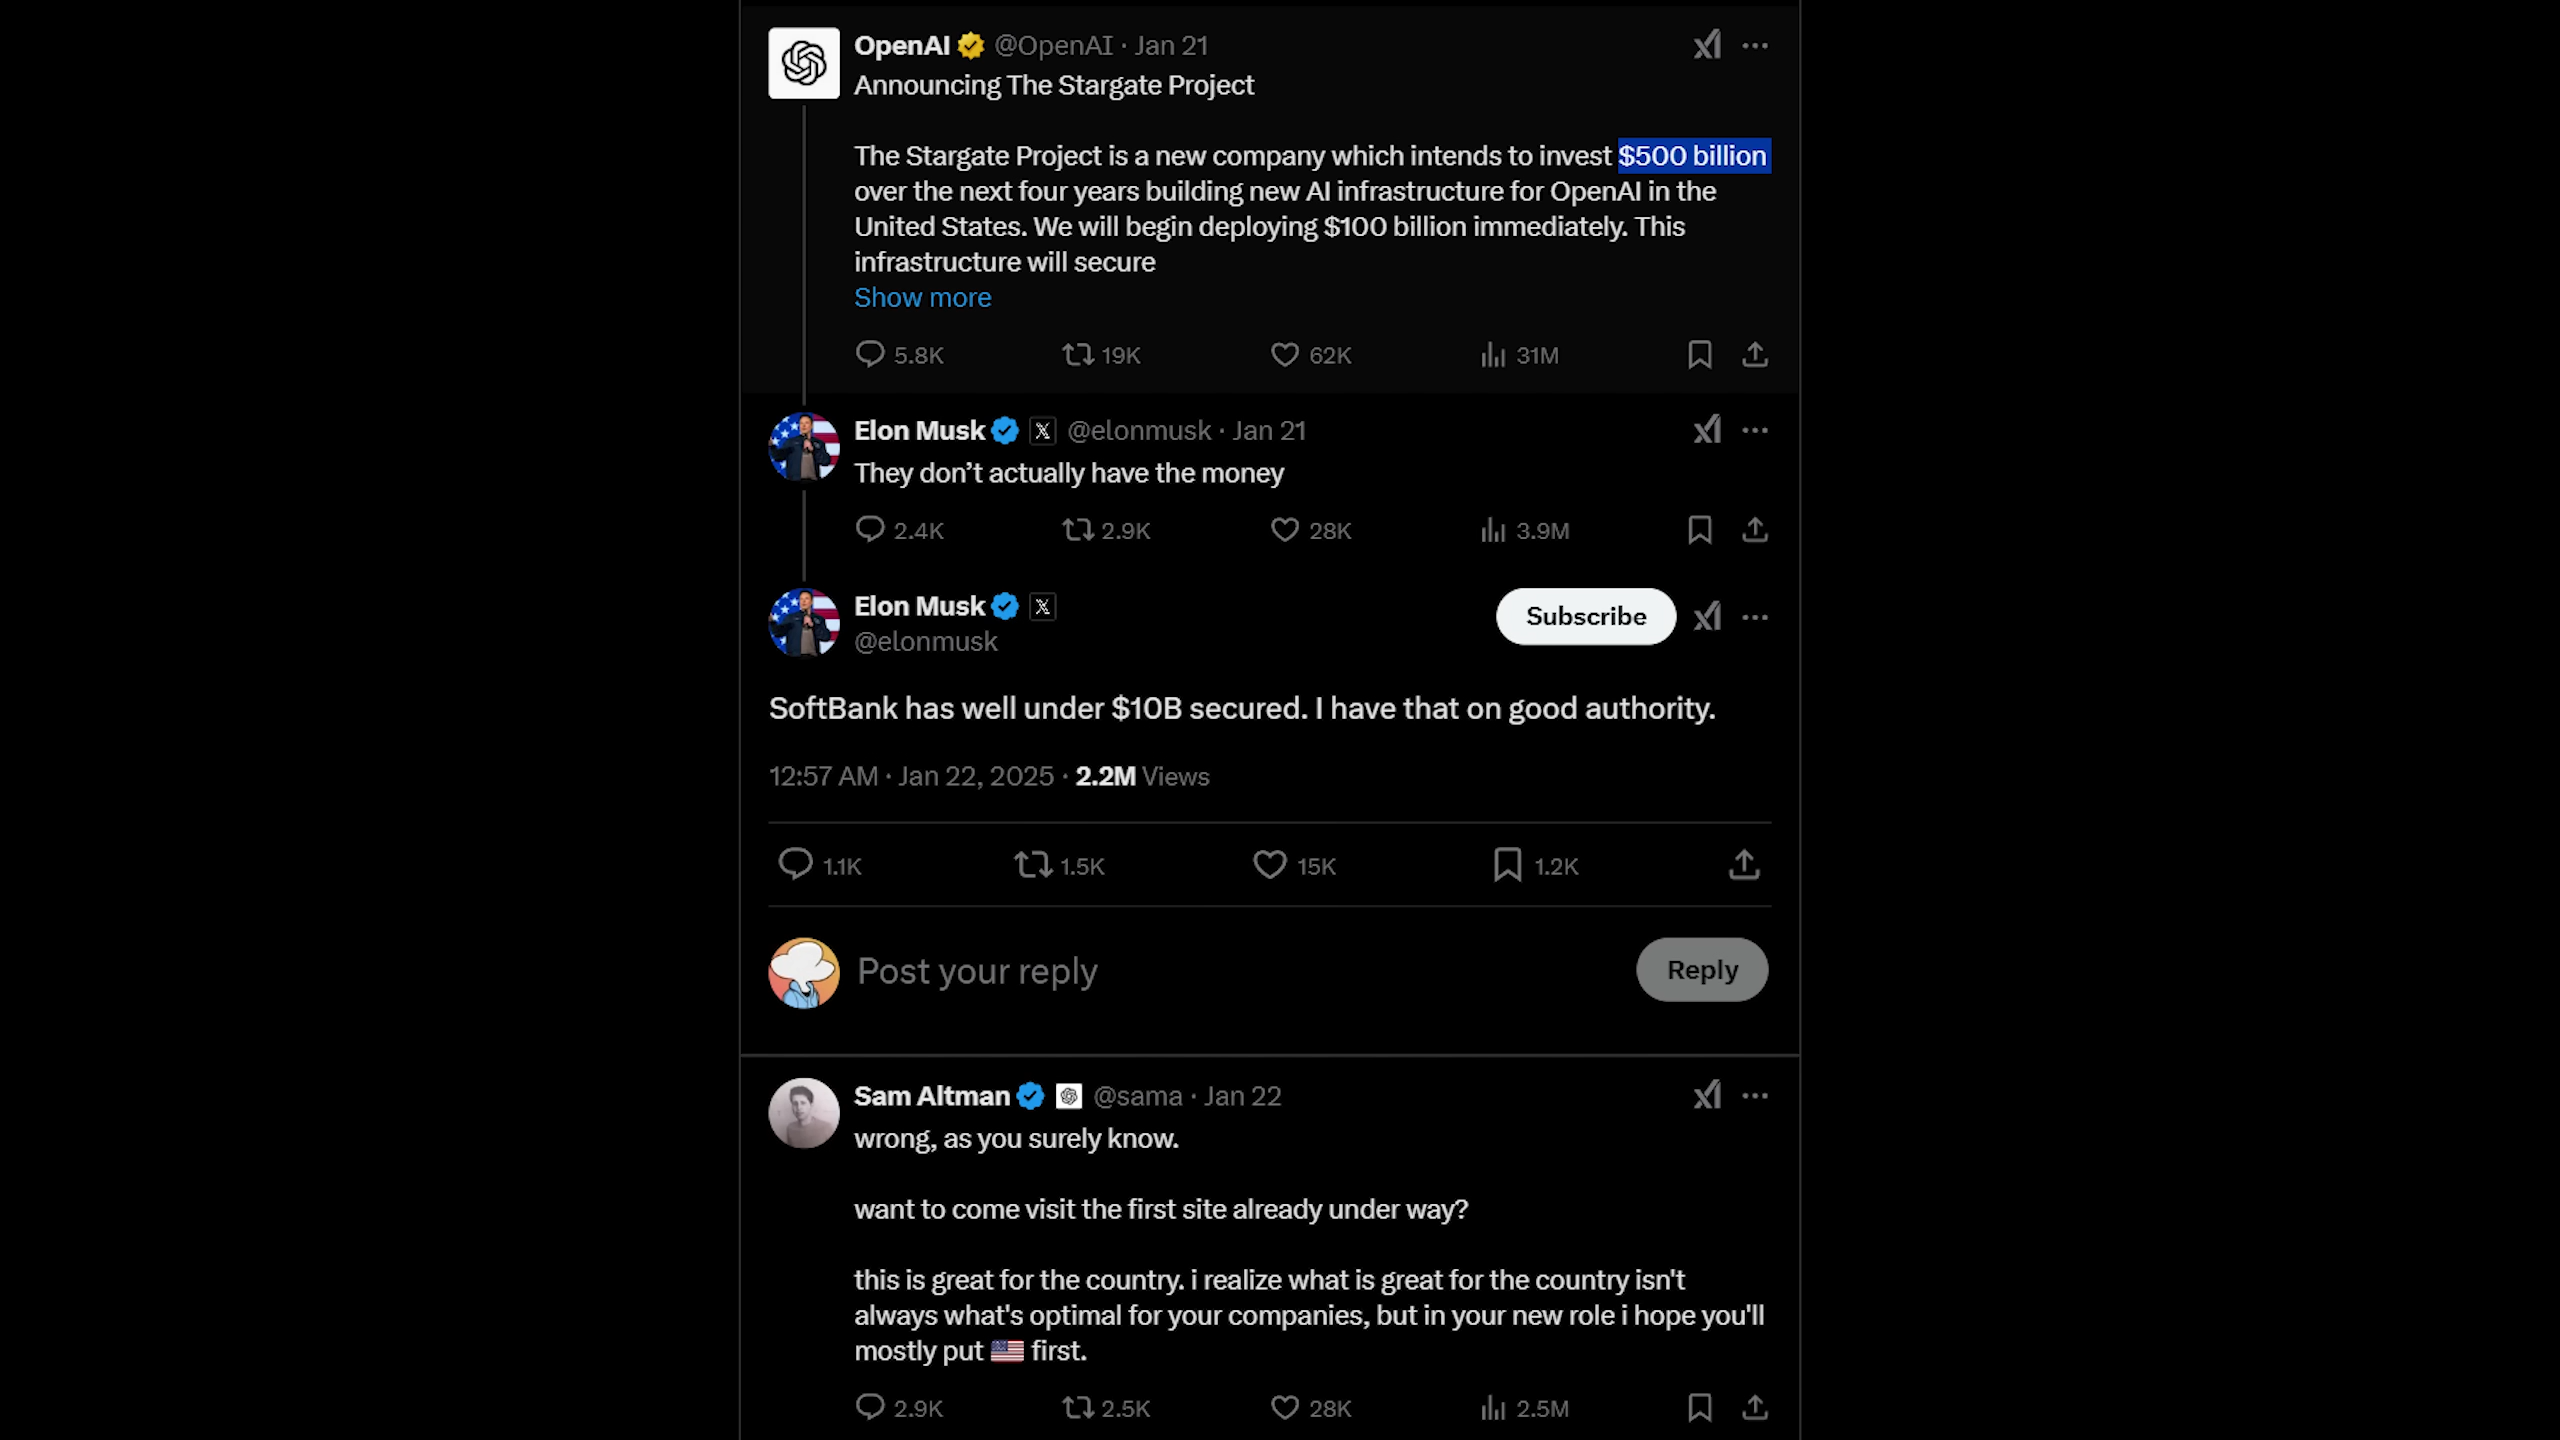 OpenAI @OpenAI · Jan 21
Announcing The Stargate Project
The Stargate Project is a new company which intends to invest $500 billion
over the next four years building new AI infrastructure for OpenAI in the
United States. We will begin deploying $100 billion immediately. This
infrastructure will secure
Show more
5.8K 19K 62K 31M
Elon Musk @elonmusk · Jan 21
They don’t actually have the money
2.4K 2.9K 28K 3.9M
Elon Musk
@elonmusk
Subscribe
SoftBank has well under $10B secured. I have that on good authority.
12:57 AM · Jan 22, 2025 · 2.2M Views
1.1K 1.5K 15K 1.2K
Post your reply
Reply
Sam Altman @sama · Jan 22
wrong, as you surely know.
want to come visit the first site already under way?
this is great for the country. i realize what is great for the country isn't
always what's optimal for your companies, but in your new role i hope you'll
mostly put 🇺🇸 first.
2.9K 2.5K 28K 2.5M